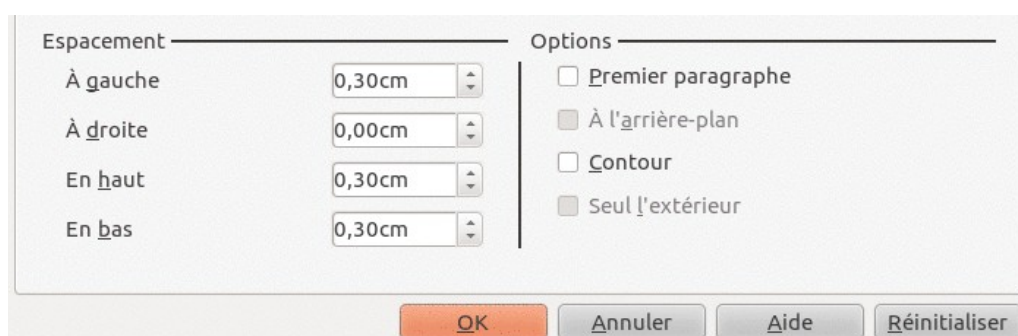 Espacement
À gauche 0,30cm
À droite 0,00cm
En haut 0,30cm
En bas 0,30cm
Options
Premier paragraphe
À l'arrière-plan
Contour
Seul l'extérieur
OK Annuler Aide Réinitialiser